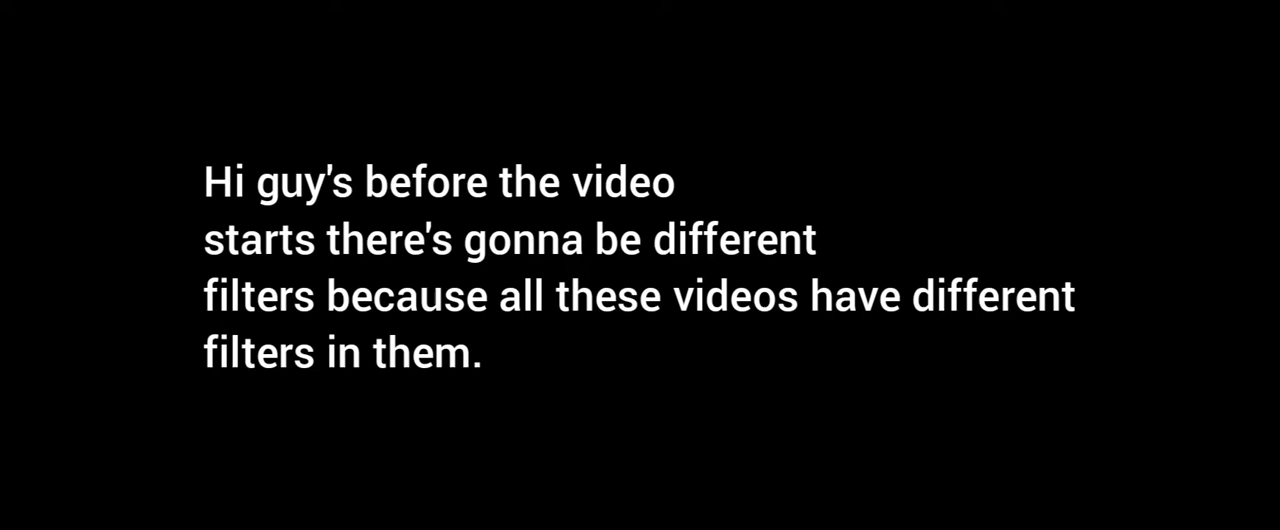 Hi guy's before the video
starts there's gonna be different
filters because all these videos have different
filters in them.